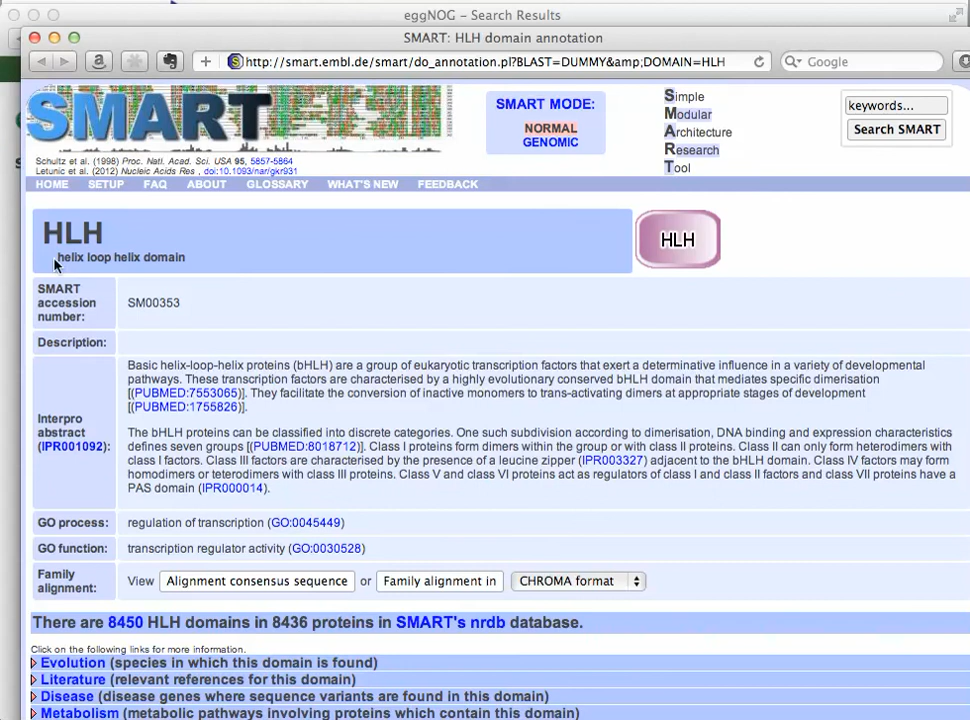 eggNOG – Search Results
SMART: HLH domain annotation
http://smart.embl.de/smart/do_annotation.pl?BLAST=DUMMY&amp;DOMAIN=HLH
Google
SMART
SMART MODE:
NORMAL
GENOMIC
Simple
Modular
Architecture
Research
Tool
keywords...
Search SMART
Schultz et al. (1998) Proc. Natl. Acad. Sci. USA 95, 5857-5864
Letunic et al. (2012) Nucleic Acids Res , doi:10.1093/nar/gkr931
HOME SETUP FAQ ABOUT GLOSSARY WHAT'S NEW FEEDBACK
HLH
helix loop helix domain
HLH
SMART
accession
number:
SM00353
Description:
Interpro
abstract
(IPR001092)
Basic helix-loop-helix proteins (bHLH) are a group of eukaryotic transcription factors that exert a determinative influence in a variety of developmental
pathways. These transcription factors are characterised by a highly evolutionary conserved bHLH domain that mediates specific dimerisation
[(PUBMED:7553065)]. They facilitate the conversion of inactive monomers to trans-activating dimers at appropriate stages of development
[(PUBMED:1755826)].
The bHLH proteins can be classified into discrete categories. One such subdivision according to dimerisation, DNA binding and expression characteristics
defines seven groups [(PUBMED:8018712)]. Class I proteins form dimers within the group or with class II proteins. Class II can only form heterodimers with
class I factors. Class III factors are characterised by the presence of a leucine zipper (IPR003327) adjacent to the bHLH domain. Class IV factors may form
homodimers or heterodimers with class III proteins. Class V and class VI proteins act as regulators of class I and class II factors and class VII proteins have a
PAS domain (IPR000014).
GO process: regulation of transcription (GO:0045449)
GO function: transcription regulator activity (GO:0030528)
Family
alignment:
View Alignment consensus sequence or Family alignment in CHROMA format
There are 8450 HLH domains in 8436 proteins in SMART's nrdb database.
Click on the following links for more information.
Evolution (species in which this domain is found)
Literature (relevant references for this domain)
Disease (disease genes where sequence variants are found in this domain)
Metabolism (metabolic pathways involving proteins which contain this domain)